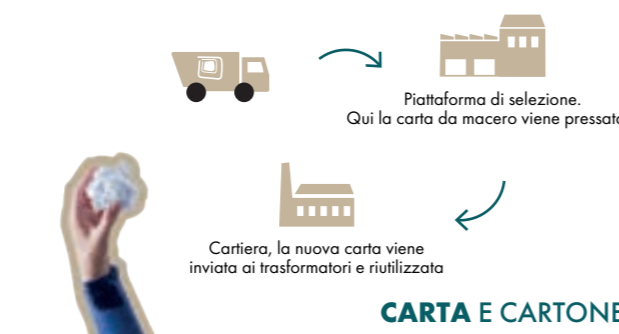 Piattaforma di selezione.
Qui la carta da macero viene pressata
Cartiera, la nuova carta viene
inviata ai trasformatori e riutilizzata
CARTA E CARTONE